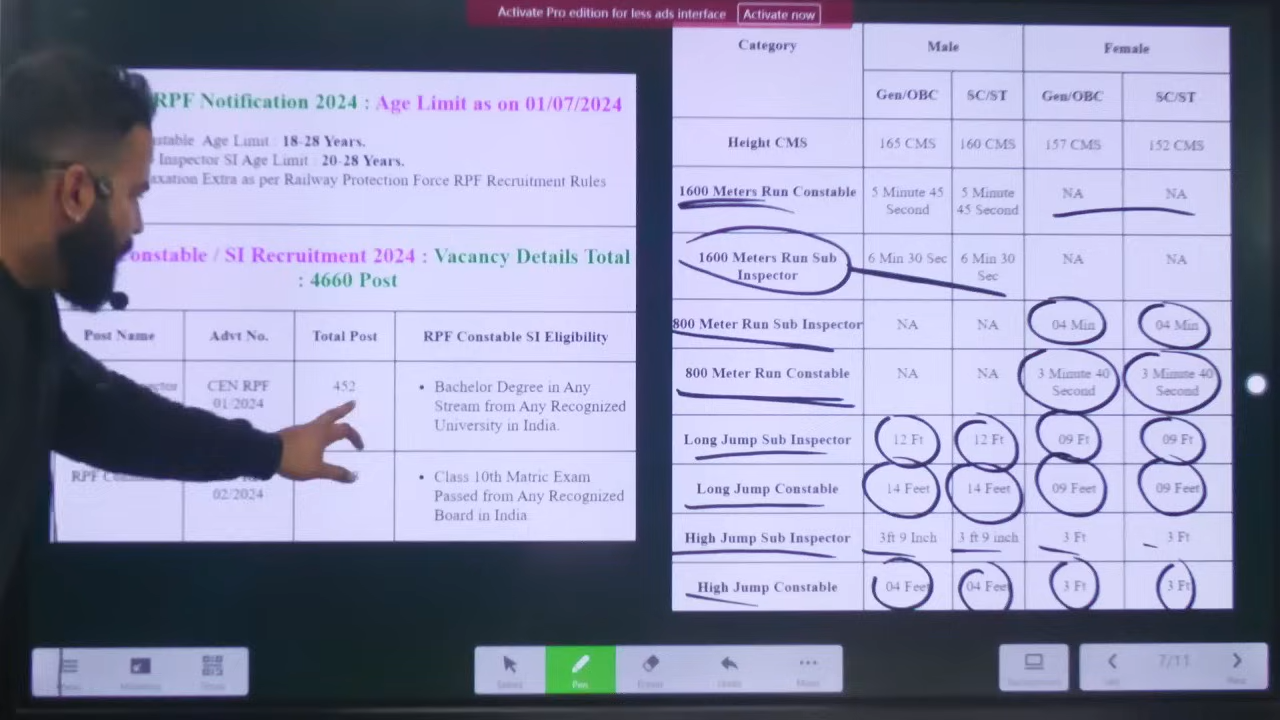 Activate Pro edition for less ads interface Activate now
RPF Notification 2024 : Age Limit as on 01/07/2024
Age Limit : 18-28 Years.
Inspector SI Age Limit : 20-28 Years.
Extra as per Railway Protection Force RPF Recruitment Rules
/ SI Recruitment 2024 : Vacancy Details Total
: 4660 Post
Post Name Advt No. Total Post RPF Constable SI Eligibility
CEN RPF 01/2024 452 • Bachelor Degree in Any
Stream from Any Recognized
University in India.
RPF 02/2024 • Class 10th Matric Exam
Passed from Any Recognized
Board in India
Category Male Female
Gen/OBC SC/ST Gen/OBC SC/ST
Height CMS 165 CMS 160 CMS 157 CMS 152 CMS
1600 Meters Run Constable 5 Minute 45 Second 5 Minute 45 Second NA NA
1600 Meters Run Sub Inspector 6 Min 30 Sec 6 Min 30 Sec NA NA
800 Meter Run Sub Inspector NA NA 04 Min 04 Min
800 Meter Run Constable NA NA 3 Minute 40 Second 3 Minute 40 Second
Long Jump Sub Inspector 12 Ft 12 Ft 09 Ft 09 Ft
Long Jump Constable 14 Feet 14 Feet 09 Feet 09 Feet
High Jump Sub Inspector 3ft 9 Inch 3 ft 9 inch 3 Ft 3 Ft
High Jump Constable 04 Feet 04 Feet 3 Ft 3 Ft
Select Pen Eraser Undo More
7/11